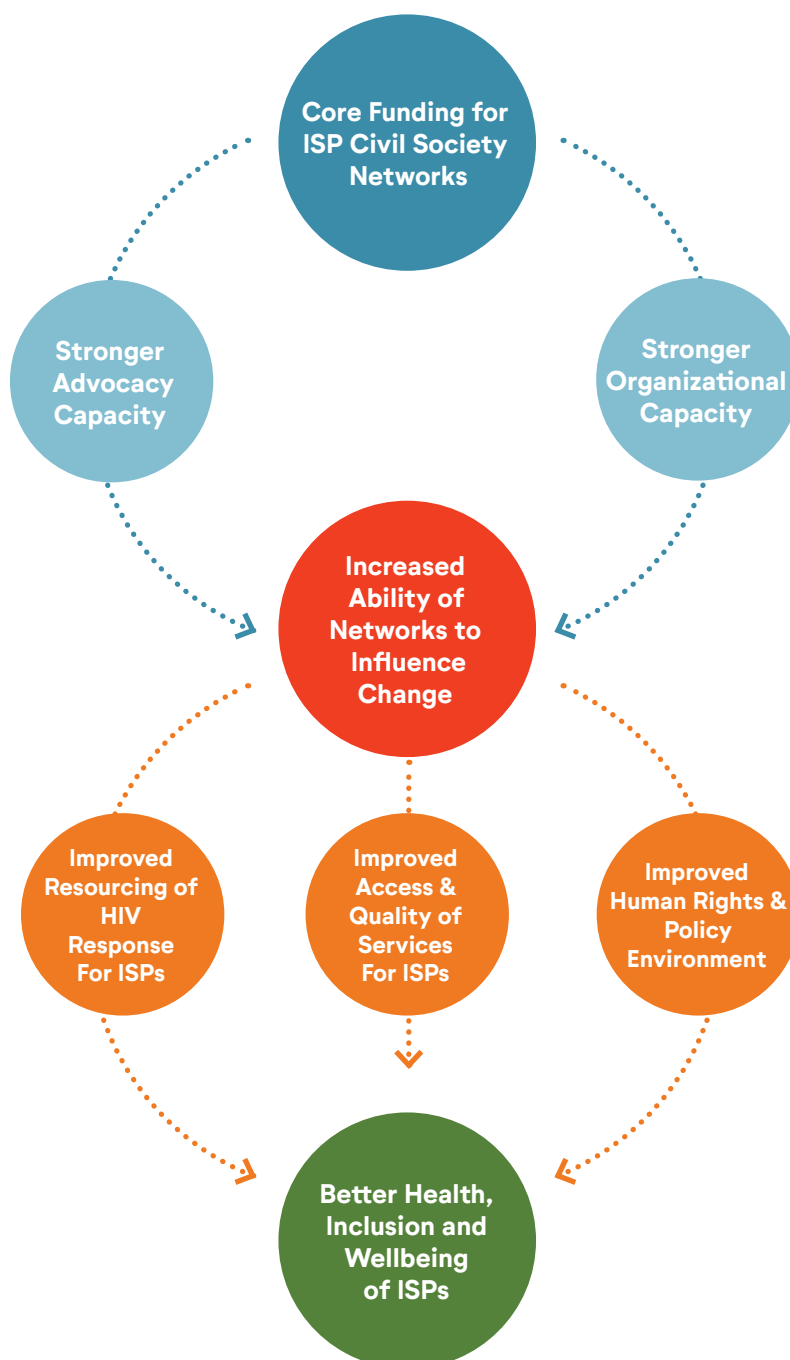 Core Funding for
ISP Civil Society
Networks
Stronger
Advocacy
Capacity
Stronger
Organizational
Capacity
Increased
Ability of
Networks to
Influence
Change
Improved
Resourcing of
HIV
Response
For ISPs
Improved
Access &
Quality of
Services
For ISPs
Improved
Human Rights &
Policy
Environment
Better Health,
Inclusion and
Wellbeing
of ISPs